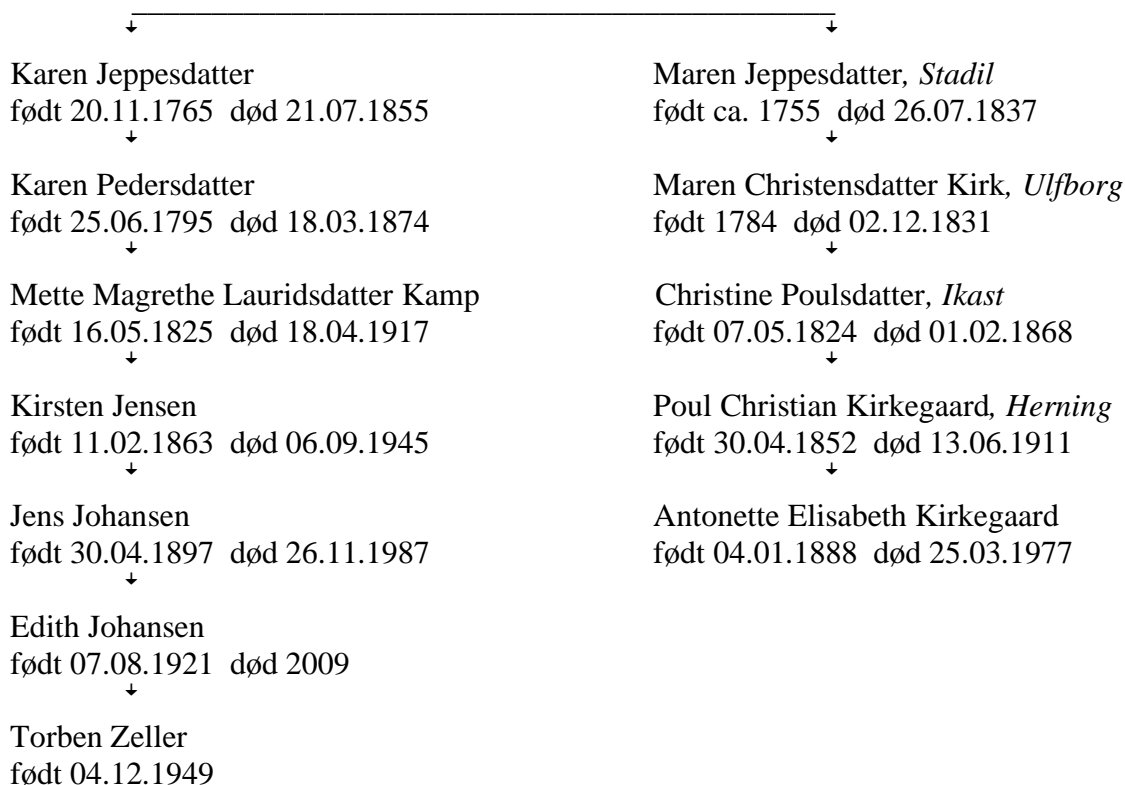 Karen Jeppesdatter
født 20.11.1765 død 21.07.1855
Karen Pedersdatter
født 25.06.1795 død 18.03.1874
Mette Magrethe Lauridsdatter Kamp
født 16.05.1825 død 18.04.1917
Kirsten Jensen
født 11.02.1863 død 06.09.1945
Jens Johansen
født 30.04.1897 død 26.11.1987
Edith Johansen
født 07.08.1921 død 2009
Torben Zeller
født 04.12.1949
Maren Jeppesdatter, Stadil
født ca. 1755 død 26.07.1837
Maren Christensdatter Kirk, Ulfborg
født 1784 død 02.12.1831
Christine Poulsdatter, Ikast
født 07.05.1824 død 01.02.1868
Poul Christian Kirkegaard, Herning
født 30.04.1852 død 13.06.1911
Antonette Elisabeth Kirkegaard
født 04.01.1888 død 25.03.1977